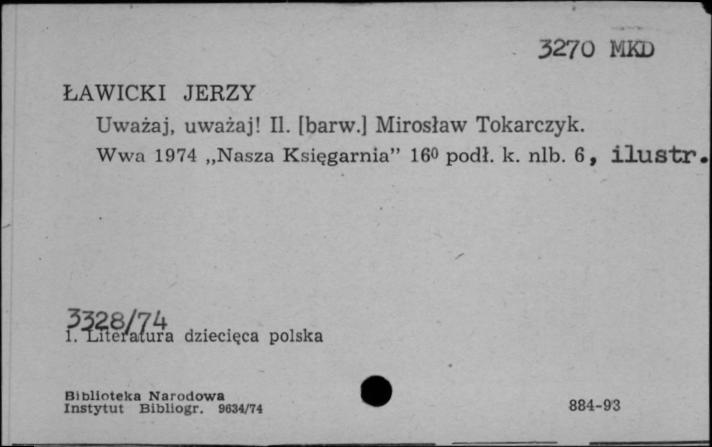 3270 MKD
ŁAWICKI JERZY
Uważaj, uważaj! Il. [barw.] Mirosław Tokarczyk.
Wwa 1974 „Nasza Księgarnia” 16⁰ podł. k. nlb. 6, ilustr.
3328/74
1. Literatura dziecięca polska
Biblioteka Narodowa
Instytut Bibliogr. 9634/74
884-93